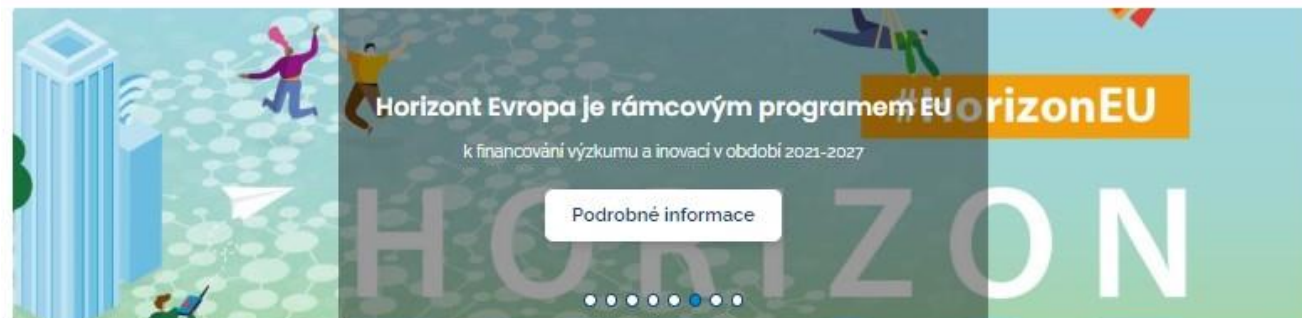 Horizont Evropa je rámcovým programem EU
#HorizonEU
k financování výzkumu a inovací v období 2021-2027
Podrobné informace
HORIZON